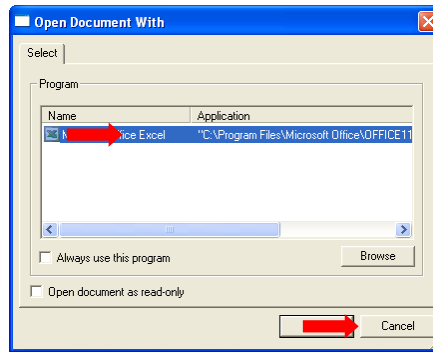 Open Document With
Select
Program
Name Application
ice Excel "C:\Program Files\Microsoft Office\OFFICE11
Always use this program
Browse
Open document as read-only
Cancel